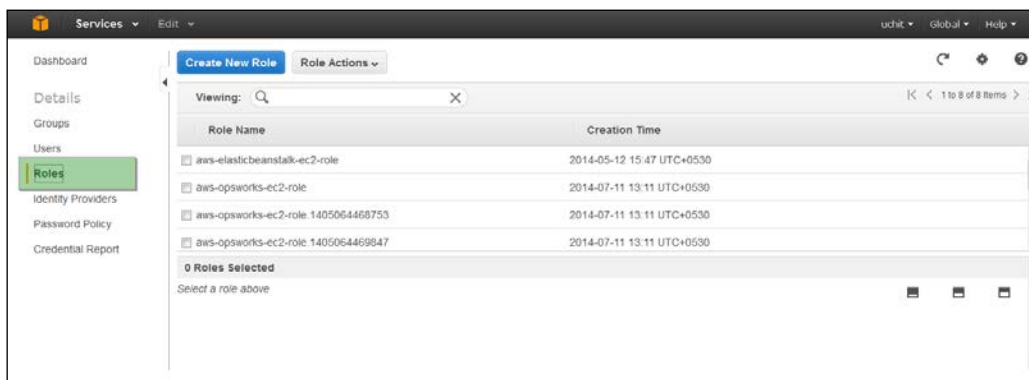 Services Edit uchit Global Help
Dashboard
Create New Role Role Actions
Details
Viewing: 1 to 8 of 8 Items
Groups
Role Name Creation Time
Users
aws-elasticbeanstalk-ec2-role 2014-05-12 15:47 UTC+0530
Roles
aws-opsworks-ec2-role 2014-07-11 13:11 UTC+0530
Identity Providers
aws-opsworks-ec2-role.1405064468753 2014-07-11 13:11 UTC+0530
Password Policy
aws-opsworks-ec2-role.1405064469847 2014-07-11 13:11 UTC+0530
Credential Report
0 Roles Selected
Select a role above